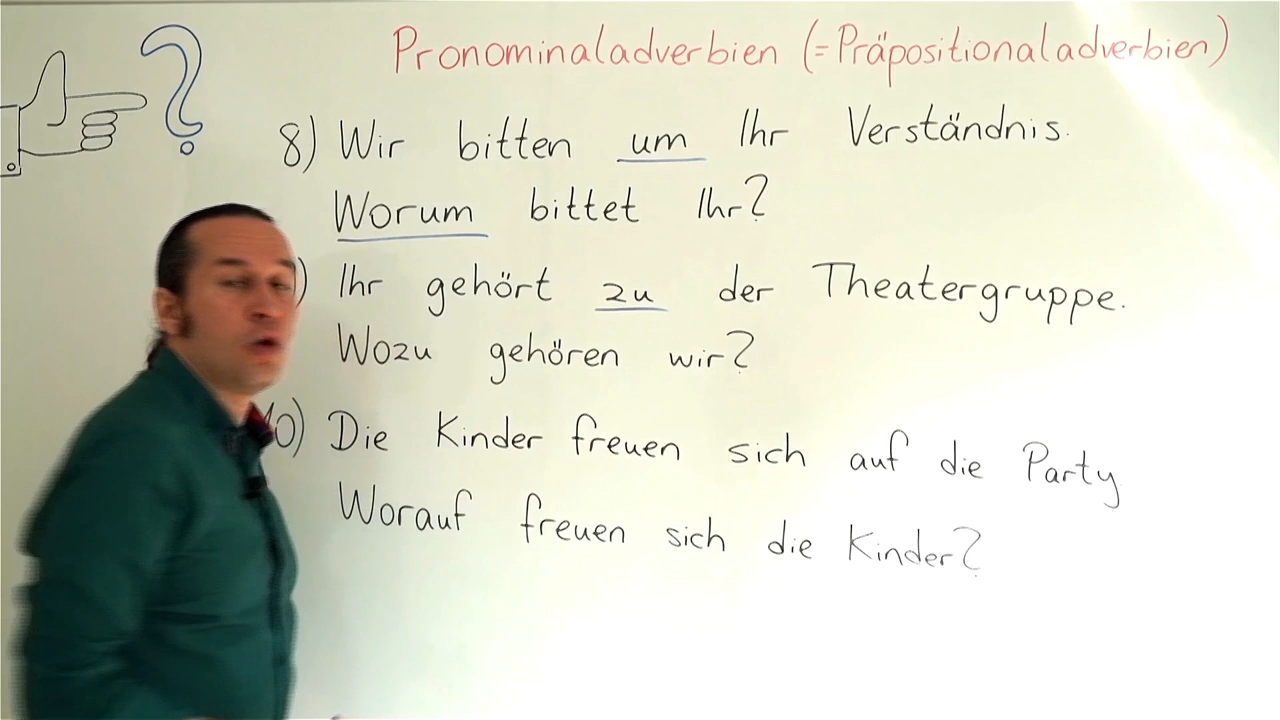 Pronominaladverbien (=Präpositionaladverbien)
8) Wir bitten um Ihr Verständnis.
Worum bittet Ihr?
) Ihr gehört zu der Theatergruppe.
Wozu gehören wir?
10) Die Kinder freuen sich auf die Party
Worauf freuen sich die Kinder?